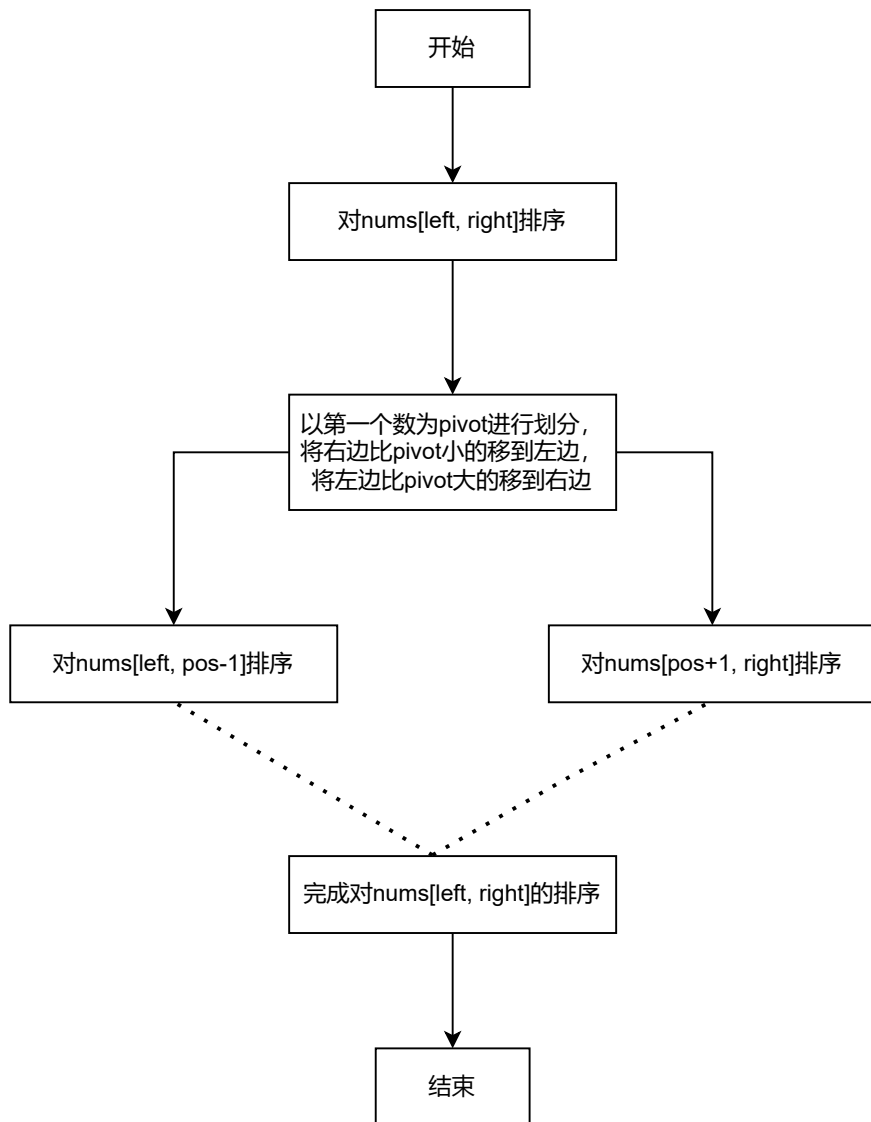 开始
对nums[left, right]排序
以第一个数为pivot进行划分，
将右边比pivot小的移到左边，
将左边比pivot大的移到右边
对nums[left, pos-1]排序
对nums[pos+1, right]排序
完成对nums[left, right]的排序
结束